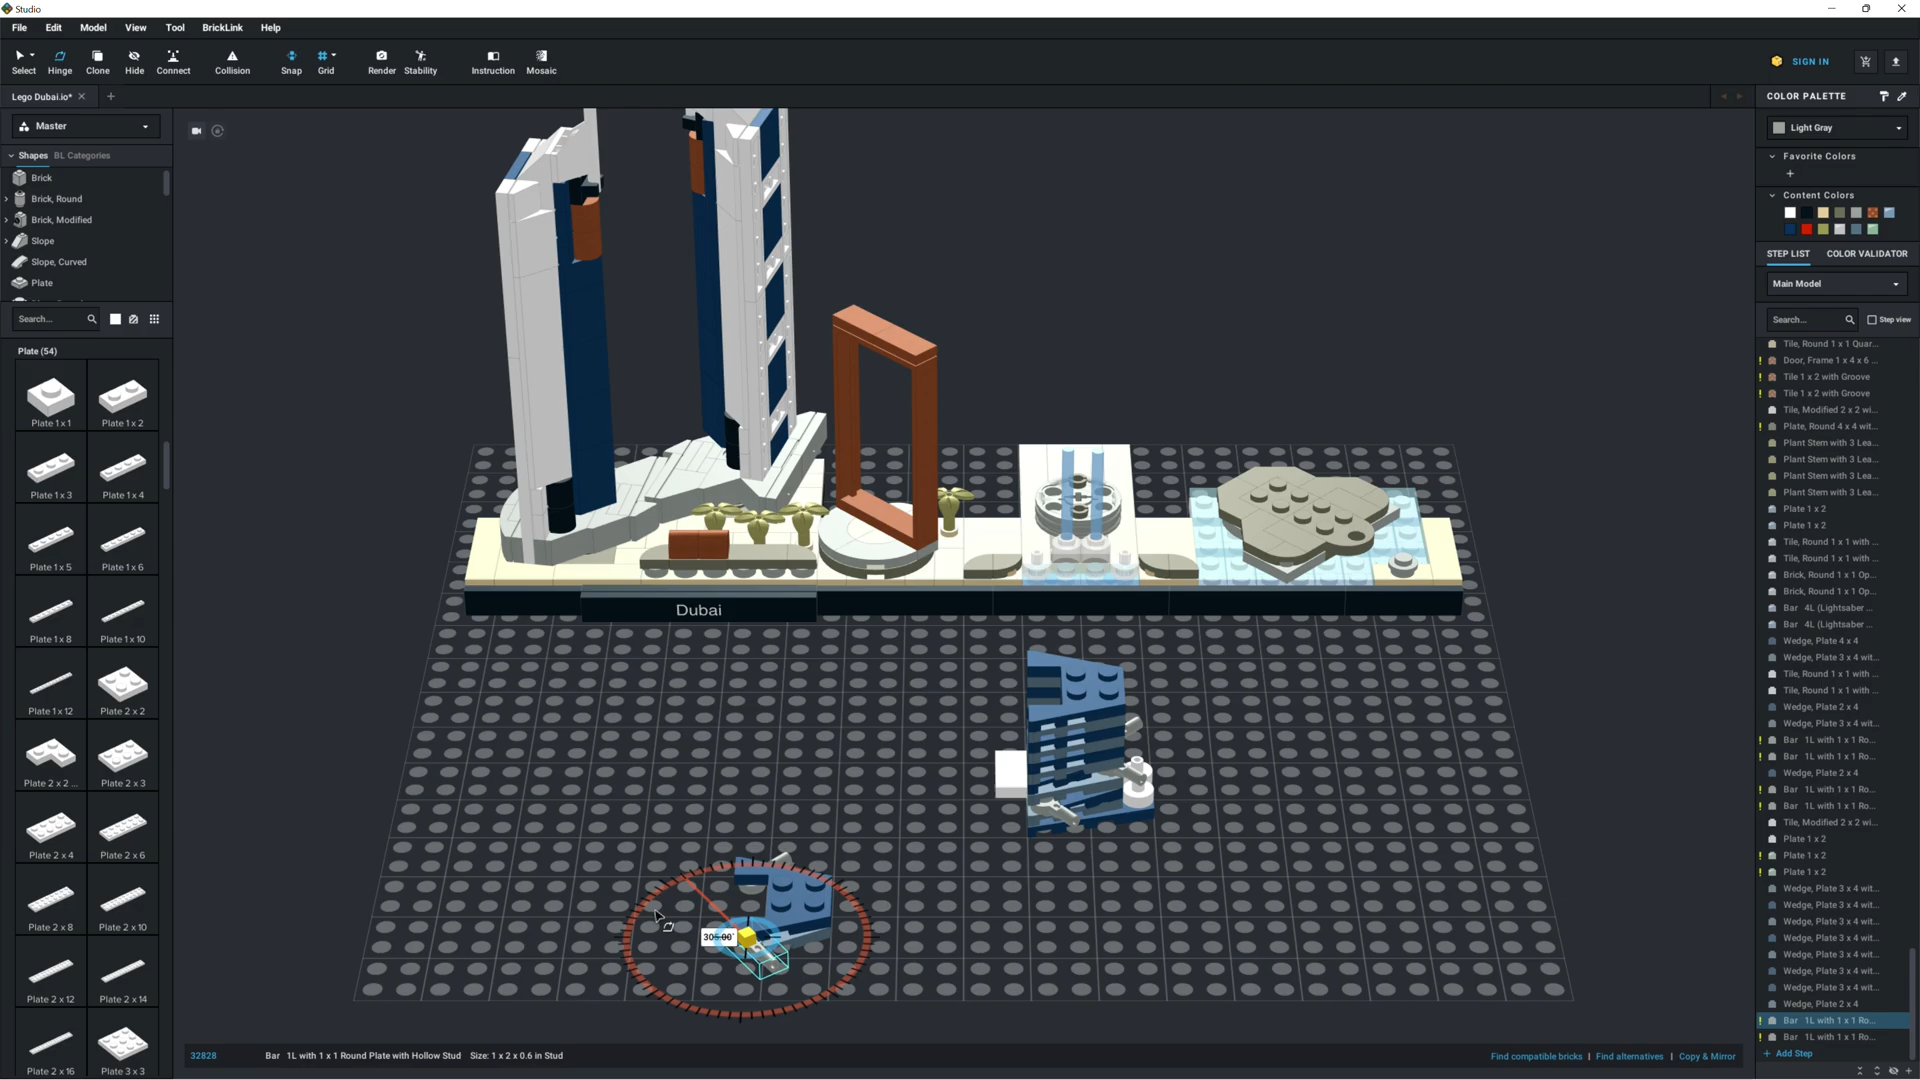 Studio
File Edit Model View Tool BrickLink Help
Select Hinge Clone Hide Connect Collision Snap Grid Render Stability Instruction Mosaic
SIGN IN
Lego Dubai.io*
COLOR PALETTE
Master
Light Gray
Shapes BL Categories
Favorite Colors
Brick
Brick, Round
Brick, Modified
Slope
Slope, Curved
Plate
Content Colors
STEP LIST COLOR VALIDATOR
Main Model
Search...
Search... Step view
Plate (54)
Plate 1 x 1 Plate 1 x 2
Plate 1 x 3 Plate 1 x 4
Plate 1 x 5 Plate 1 x 6
Plate 1 x 8 Plate 1 x 10
Plate 1 x 12 Plate 2 x 2
Plate 2 x 2 ... Plate 2 x 3
Plate 2 x 4 Plate 2 x 6
Plate 2 x 8 Plate 2 x 10
Plate 2 x 12 Plate 2 x 14
Plate 2 x 16 Plate 3 x 3
Dubai
305.00°
Tile, Round 1 x 1 Quar...
Door, Frame 1 x 4 x 6 ...
Tile 1 x 2 with Groove
Tile 1 x 2 with Groove
Tile, Modified 2 x 2 wi...
Plate, Round 4 x 4 wit...
Plant Stem with 3 Lea...
Plant Stem with 3 Lea...
Plant Stem with 3 Lea...
Plant Stem with 3 Lea...
Plate 1 x 2
Plate 1 x 2
Tile, Round 1 x 1 with ...
Tile, Round 1 x 1 with ...
Brick, Round 1 x 1 Op...
Brick, Round 1 x 1 Op...
Bar 4L (Lightsaber ...
Bar 4L (Lightsaber ...
Wedge, Plate 4 x 4
Wedge, Plate 3 x 4 wit...
Tile, Round 1 x 1 with ...
Tile, Round 1 x 1 with ...
Wedge, Plate 2 x 4
Wedge, Plate 3 x 4 wit...
Bar 1L with 1 x 1 Ro...
Bar 1L with 1 x 1 Ro...
Wedge, Plate 2 x 4
Bar 1L with 1 x 1 Ro...
Bar 1L with 1 x 1 Ro...
Tile, Modified 2 x 2 wi...
Plate 1 x 2
Plate 1 x 2
Plate 1 x 2
Wedge, Plate 3 x 4 wit...
Wedge, Plate 3 x 4 wit...
Wedge, Plate 3 x 4 wit...
Wedge, Plate 3 x 4 wit...
Wedge, Plate 3 x 4 wit...
Wedge, Plate 3 x 4 wit...
Wedge, Plate 3 x 4 wit...
Wedge, Plate 2 x 4
Bar 1L with 1 x 1 Ro...
Bar 1L with 1 x 1 Ro...
+ Add Step
32828 Bar 1L with 1 x 1 Round Plate with Hollow Stud Size: 1 x 2 x 0.6 in Stud
Find compatible bricks | Find alternatives | Copy & Mirror